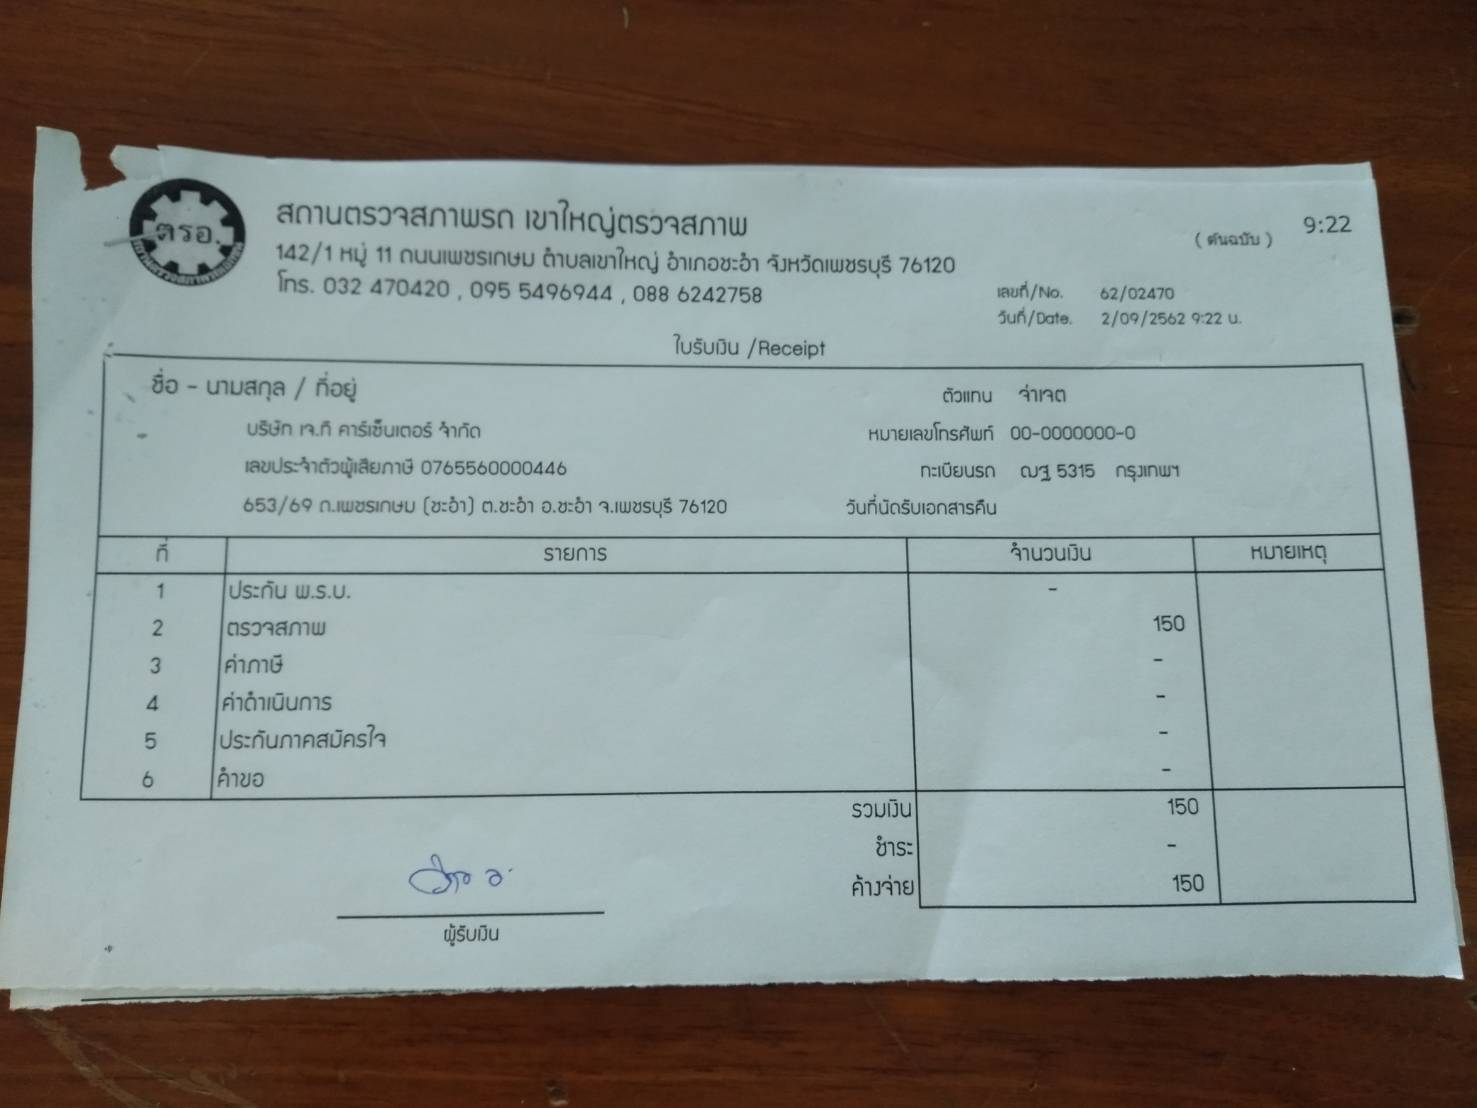 ตรอ.
สถานตรวจสภาพรถ เขาใหญ่ตรวจสภาพ
142/1 หมู่ 11 ถนนเพชรเกษม ตำบลเขาใหญ่ อำเภอชะอำ จังหวัดเพชรบุรี 76120
โทร. 032 470420 , 095 5496944 , 088 6242758
( ต้นฉบับ ) 9:22
เลขที่/No. 62/02470
วันที่/Date. 2/09/2562 9:22 น.
ใบรับเงิน /Receipt
ชื่อ - นามสกุล / ที่อยู่
บริษัท เจ.ที คาร์เซ็นเตอร์ จำกัด
เลขประจำตัวผู้เสียภาษี 0765560000446
653/69 ถ.เพชรเกษม (ชะอำ) ต.ชะอำ อ.ชะอำ จ.เพชรบุรี 76120
ตัวแทน จ่าเจต
หมายเลขโทรศัพท์ 00-0000000-0
ทะเบียนรถ ฌฐ 5315 กรุงเทพฯ
วันที่นัดรับเอกสารคืน
ที่ รายการ จำนวนเงิน หมายเหตุ
1 ประกัน พ.ร.บ. -
2 ตรวจสภาพ 150
3 ค่าภาษี -
4 ค่าดำเนินการ -
5 ประกันภาคสมัครใจ -
6 คำขอ -
รวมเงิน 150
ชำระ -
ค้างจ่าย 150
ผู้รับเงิน